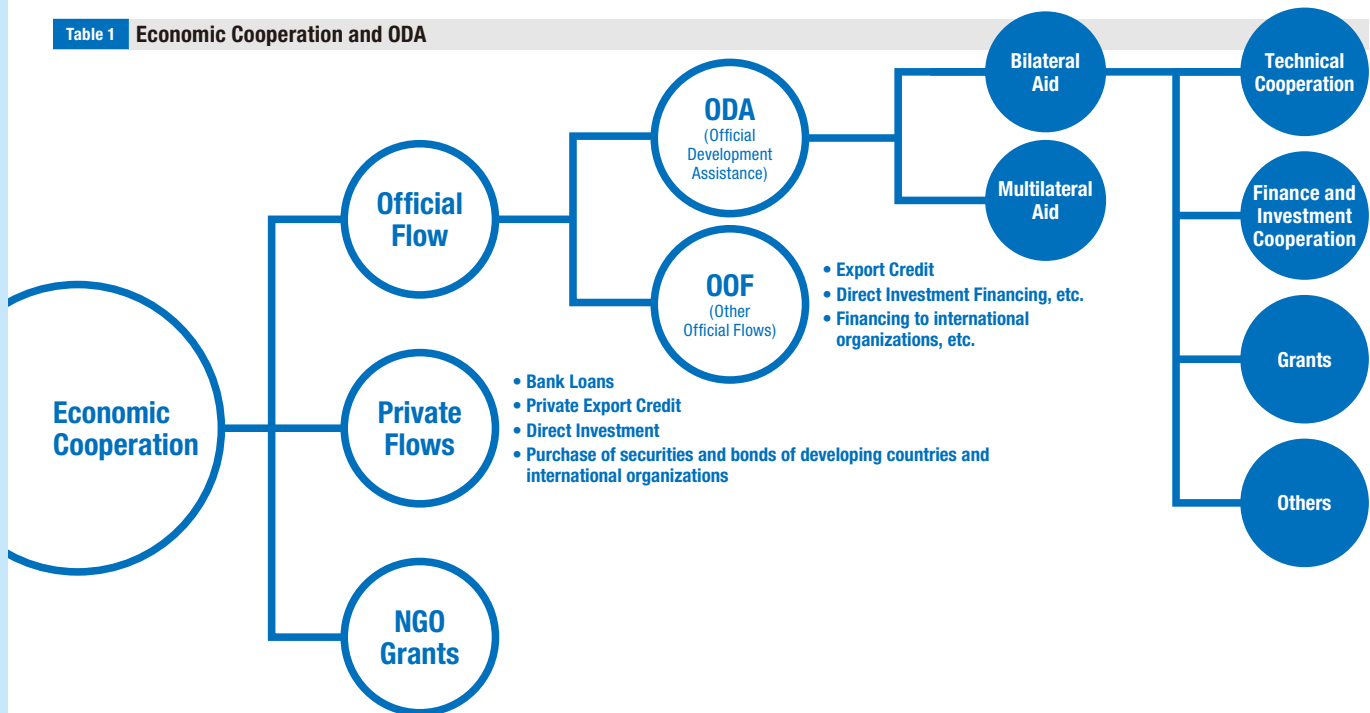 Table 1 Economic Cooperation and ODA
Economic
Cooperation
Official
Flow
ODA
(Official
Development
Assistance)
Bilateral
Aid
Technical
Cooperation
Finance and
Investment
Cooperation
Grants
Others
Multilateral
Aid
OOF
(Other
Official Flows)
• Export Credit
• Direct Investment Financing, etc.
• Financing to international
organizations, etc.
Private
Flows
• Bank Loans
• Private Export Credit
• Direct Investment
• Purchase of securities and bonds of developing countries and
international organizations
NGO
Grants